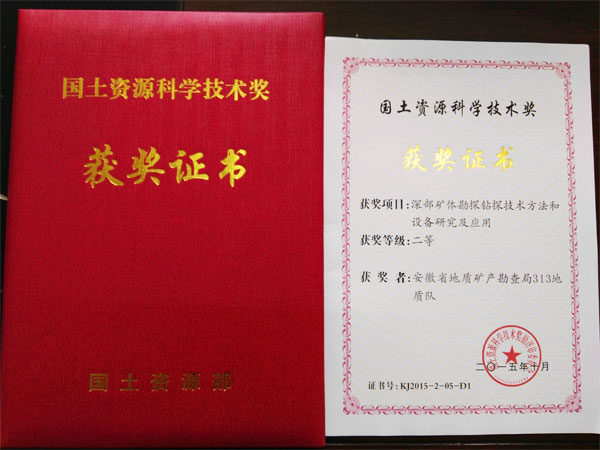 国土资源科学技术奖
获奖证书
国土资源部
国土资源科学技术奖
获奖证书
获奖项目：深部矿体勘探钻探技术方法和
设备研究及应用
获奖等级：二等
获奖者：安徽省地质矿产勘查局313地
质队
二〇一五年十月
证书号：KJ2015-2-05-D1